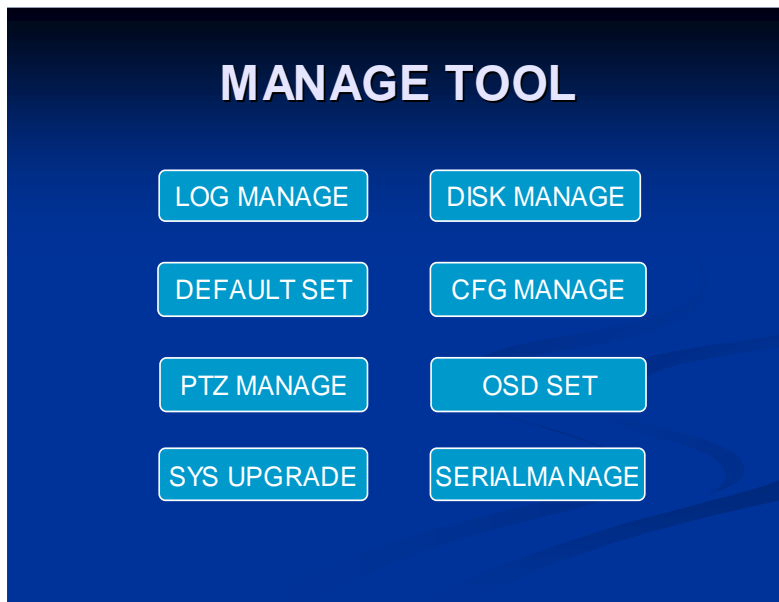 MANAGE TOOL
LOG MANAGE DISK MANAGE
DEFAULT SET CFG MANAGE
PTZ MANAGE OSD SET
SYS UPGRADE SERIALMANAGE